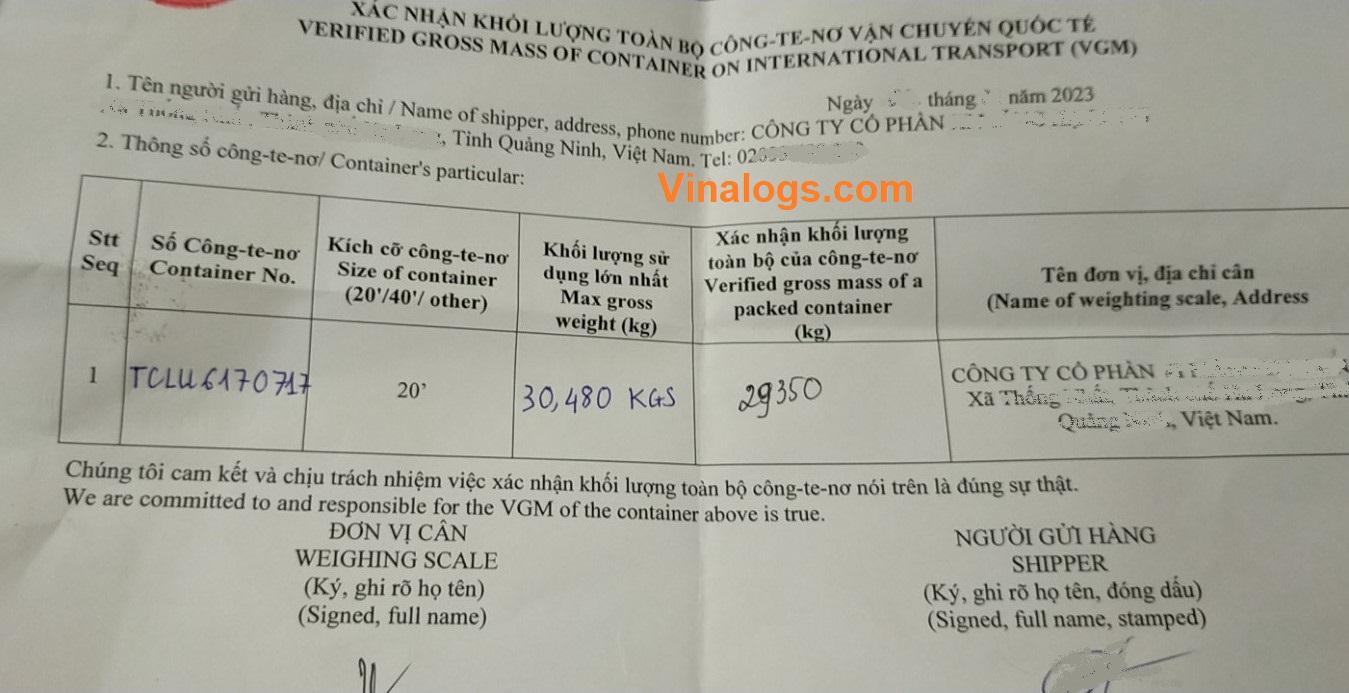 XÁC NHẬN KHỐI LƯỢNG TOÀN BỘ CÔNG-TE-NƠ VẬN CHUYỂN QUỐC TẾ
VERIFIED GROSS MASS OF CONTAINER ON INTERNATIONAL TRANSPORT (VGM)
Ngày tháng năm 2023
1. Tên người gửi hàng, địa chỉ / Name of shipper, address, phone number: CÔNG TY CỔ PHẦN
, Tỉnh Quảng Ninh, Việt Nam. Tel:
2. Thông số công-te-nơ/ Container's particular:
Vinalogs.com
Stt
Seq
Số Công-te-nơ
Container No.
Kích cỡ công-te-nơ
Size of container
(20'/40'/ other)
Khối lượng sử
dụng lớn nhất
Max gross
weight (kg)
Xác nhận khối lượng
toàn bộ của công-te-nơ
Verified gross mass of a
packed container
(kg)
Tên đơn vị, địa chỉ cân
(Name of weighting scale, Address
1
TCLU6170717
20'
30,480 KGS
29350
CÔNG TY CỔ PHẦN
Xã Thống
Quảng , Việt Nam.
Chúng tôi cam kết và chịu trách nhiệm việc xác nhận khối lượng toàn bộ công-te-nơ nói trên là đúng sự thật.
We are committed to and responsible for the VGM of the container above is true.
ĐƠN VỊ CÂN
WEIGHING SCALE
(Ký, ghi rõ họ tên)
(Signed, full name)
NGƯỜI GỬI HÀNG
SHIPPER
(Ký, ghi rõ họ tên, đóng dấu)
(Signed, full name, stamped)